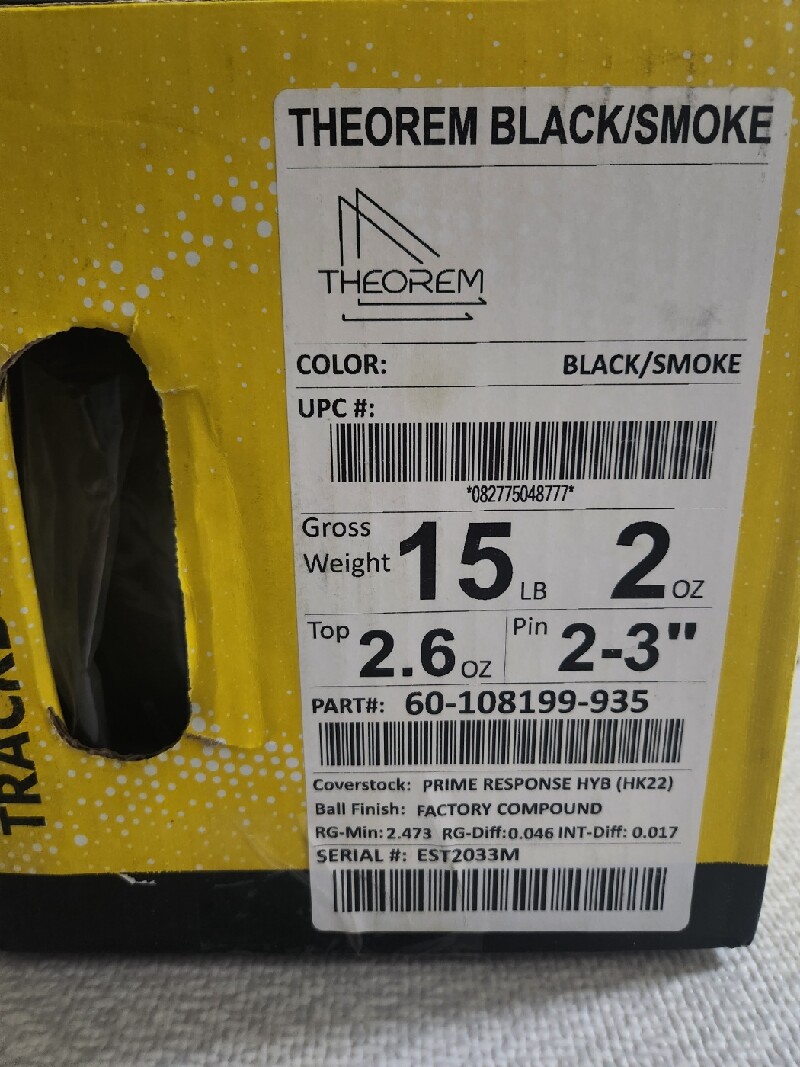 THEOREM BLACK/SMOKE
THEOREM
COLOR: BLACK/SMOKE
UPC #:
*082775048777*
Gross Weight 15 LB 2 OZ
Top 2.6 OZ Pin 2-3"
PART#: 60-108199-935
Coverstock: PRIME RESPONSE HYB (HK22)
Ball Finish: FACTORY COMPOUND
RG-Min: 2.473 RG-Diff: 0.046 INT-Diff: 0.017
SERIAL #: EST2033M